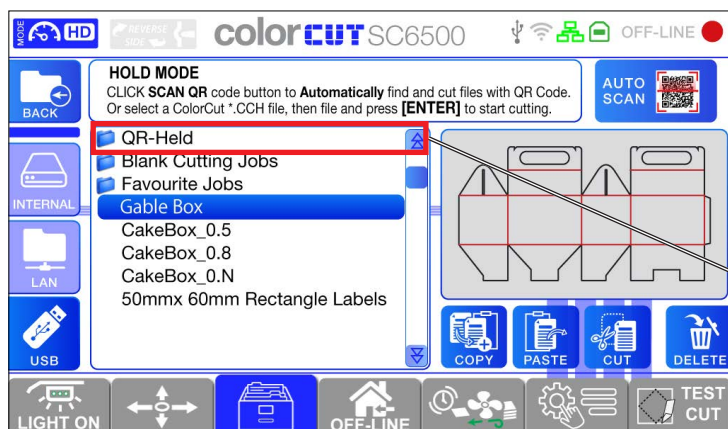 MODE
HD
REVERSE
SIDE
colorCUT SC6500
OFF-LINE
BACK
HOLD MODE
CLICK SCAN QR code button to Automatically find and cut files with QR Code.
Or select a ColorCut *.CCH file, then file and press [ENTER] to start cutting.
AUTO
SCAN
INTERNAL
LAN
USB
QR-Held
Blank Cutting Jobs
Favourite Jobs
Gable Box
CakeBox_0.5
CakeBox_0.8
CakeBox_0.N
50mmx 60mm Rectangle Labels
COPY
PASTE
CUT
DELETE
LIGHT ON
OFF-LINE
TEST
CUT